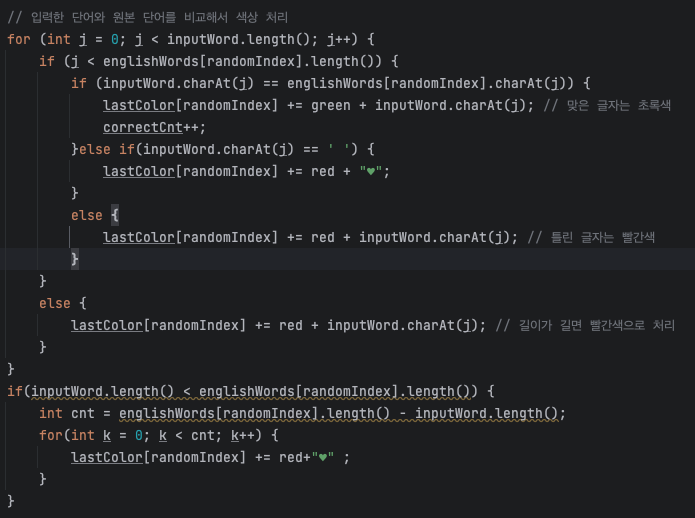 // 입력한 단어와 원본 단어를 비교해서 색상 처리
for (int j = 0; j < inputWord.length(); j++) {
    if (j < englishWords[randomIndex].length()) {
        if (inputWord.charAt(j) == englishWords[randomIndex].charAt(j)) {
            lastColor[randomIndex] += green + inputWord.charAt(j); // 맞은 글자는 초록색
            correctCnt++;
        }else if(inputWord.charAt(j) == ' ') {
            lastColor[randomIndex] += red + "♥";
        }
        else {
            lastColor[randomIndex] += red + inputWord.charAt(j); // 틀린 글자는 빨간색
        }
    }
    else {
        lastColor[randomIndex] += red + inputWord.charAt(j); // 길이가 길면 빨간색으로 처리
    }
}
if(inputWord.length() < englishWords[randomIndex].length()) {
    int cnt = englishWords[randomIndex].length() - inputWord.length();
    for(int k = 0; k < cnt; k++) {
        lastColor[randomIndex] += red+"♥" ;
    }
}